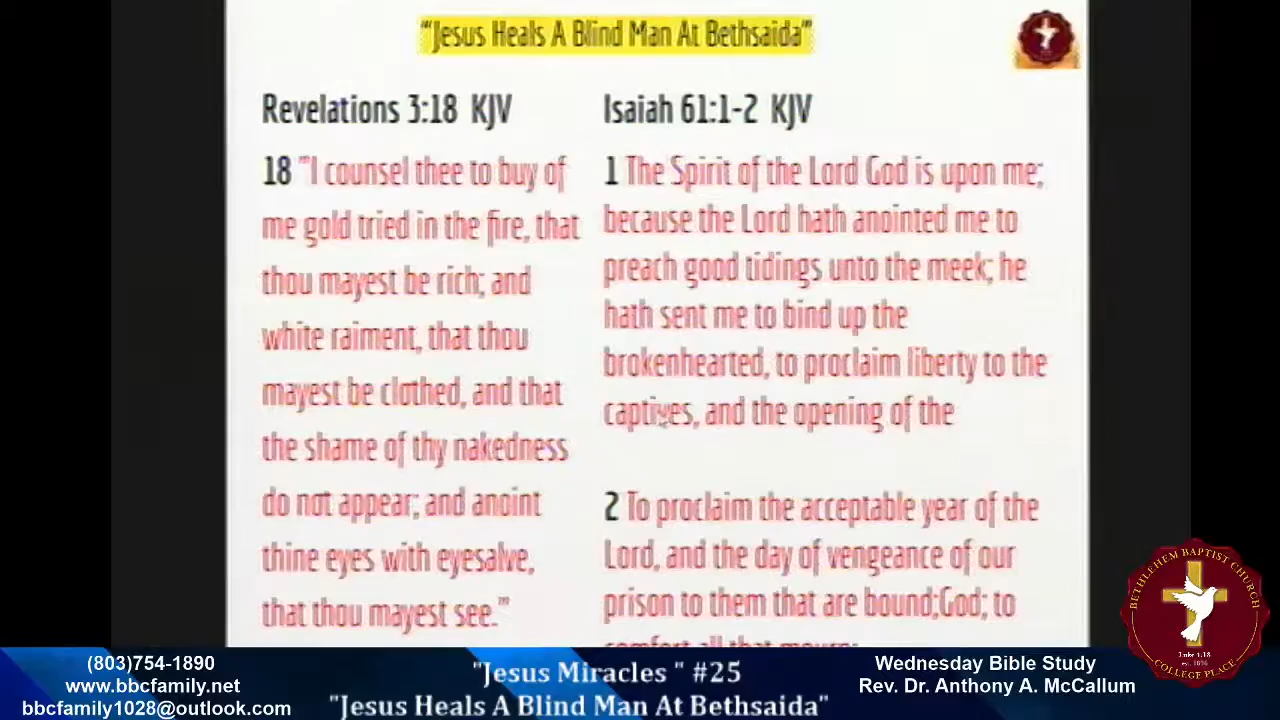 “Jesus Heals A Blind Man At Bethsaida”
Revelations 3:18 KJV
18 "I counsel thee to buy of
me gold tried in the fire, that
thou mayest be rich; and
white raiment, that thou
mayest be clothed, and that
the shame of thy nakedness
do not appear; and anoint
thine eyes with eyesalve,
that thou mayest see.”
Isaiah 61:1-2 KJV
1 The Spirit of the Lord God is upon me;
because the Lord hath anointed me to
preach good tidings unto the meek; he
hath sent me to bind up the
brokenhearted, to proclaim liberty to the
captives, and the opening of the
2 To proclaim the acceptable year of the
Lord, and the day of vengeance of our
prison to them that are bound;God; to
comfort all that mourn;
BETHLEHEM BAPTIST CHURCH
Luke 1:18
COLLEGE PLACE
(803)754-1890
www.bbcfamily.net
bbcfamily1028@outlook.com
"Jesus Miracles " #25
"Jesus Heals A Blind Man At Bethsaida"
Wednesday Bible Study
Rev. Dr. Anthony A. McCallum